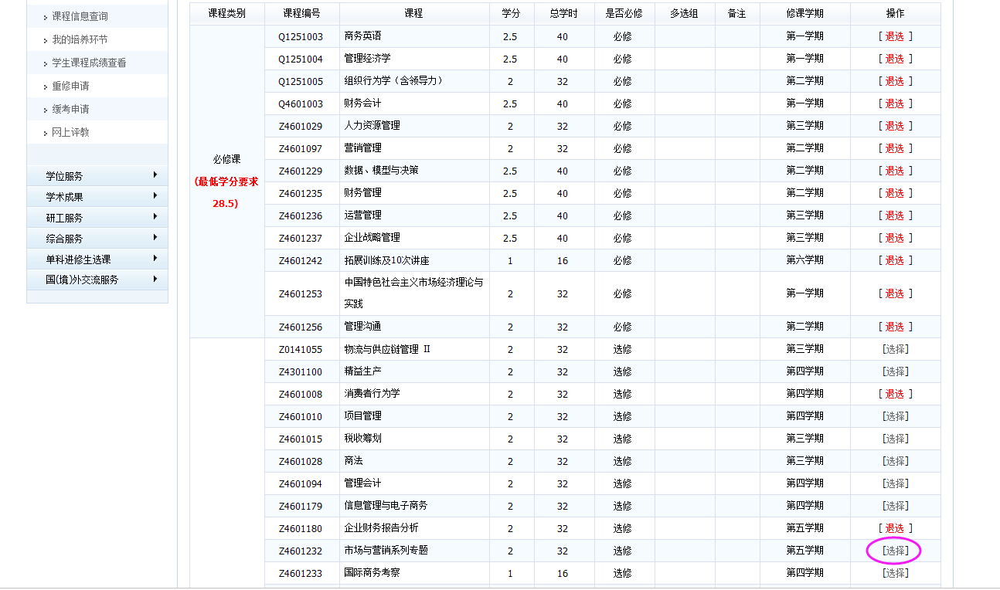 课程信息查询
我的培养环节
学生课程成绩查看
重修申请
缓考申请
网上评教
学位服务
学术成果
研工服务
综合服务
单科进修生选课
国(境)外交流服务
课程类别 课程编号 课程 学分 总学时 是否必修 多选组 备注 修课学期 操作
必修课
(最低学分要求
28.5)
Q1251003 商务英语 2.5 40 必修 第一学期 [ 退选 ]
Q1251004 管理经济学 2.5 40 必修 第一学期 [ 退选 ]
Q1251005 组织行为学（含领导力） 2 32 必修 第二学期 [ 退选 ]
Q4601003 财务会计 2.5 40 必修 第一学期 [ 退选 ]
Z4601029 人力资源管理 2 32 必修 第三学期 [ 退选 ]
Z4601097 营销管理 2 32 必修 第二学期 [ 退选 ]
Z4601229 数据、模型与决策 2.5 40 必修 第二学期 [ 退选 ]
Z4601235 财务管理 2.5 40 必修 第二学期 [ 退选 ]
Z4601236 运营管理 2.5 40 必修 第三学期 [ 退选 ]
Z4601237 企业战略管理 2.5 40 必修 第三学期 [ 退选 ]
Z4601242 拓展训练及10次讲座 1 16 必修 第六学期 [ 退选 ]
Z4601253 中国特色社会主义市场经济理论与
实践 2 32 必修 第一学期 [ 退选 ]
Z4601256 管理沟通 2 32 必修 第二学期 [ 退选 ]
Z0141055 物流与供应链管理 II 2 32 选修 第三学期 [选择]
Z4301100 精益生产 2 32 选修 第四学期 [选择]
Z4601008 消费者行为学 2 32 选修 第四学期 [ 退选 ]
Z4601010 项目管理 2 32 选修 第四学期 [选择]
Z4601015 税收筹划 2 32 选修 第三学期 [选择]
Z4601028 商法 2 32 选修 第三学期 [选择]
Z4601094 管理会计 2 32 选修 第四学期 [选择]
Z4601179 信息管理与电子商务 2 32 选修 第四学期 [选择]
Z4601180 企业财务报告分析 2 32 选修 第五学期 [ 退选 ]
Z4601232 市场与营销系列专题 2 32 选修 第五学期 [选择]
Z4601233 国际商务考察 1 16 选修 第四学期 [选择]